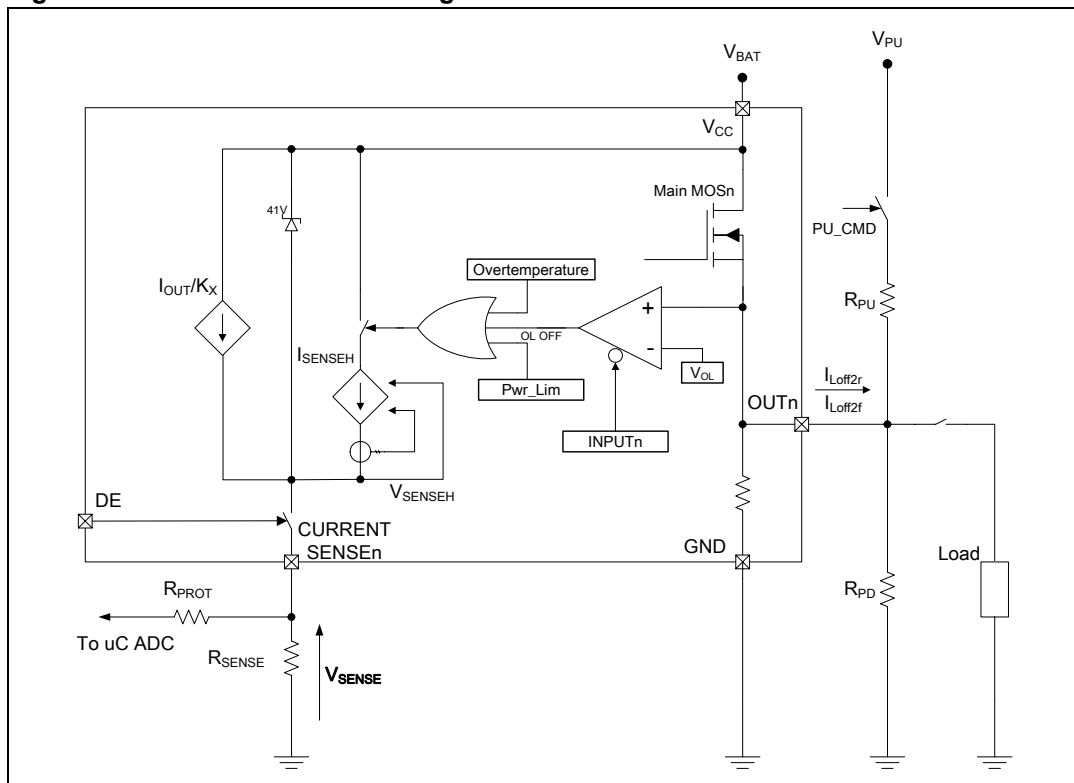 V_BAT
V_PU
V_CC
Main MOSn
41V
PU_CMD
Overtemperature
I_OUT/K_X
R_PU
+
OL OFF
-
I_SENSEH
V_OL
Pwr_Lim
I_Loff2r
OUTn
I_Loff2f
INPUTn
V_SENSEH
DE
CURRENT
SENSEn
GND
Load
R_PROT
R_PD
To uC ADC
R_SENSE
V_SENSE